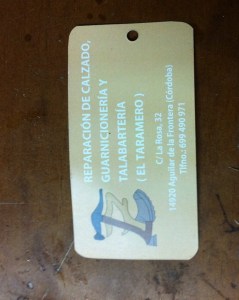 REPARACIÓN DE CALZADO,
GUARNICIONERÍA Y
TALABARTERÍA
( EL TARAMERO )
C/ La Rosa, 32
14920 Aguilar de la Frontera (Córdoba)
Tlfno.: 699 490 971